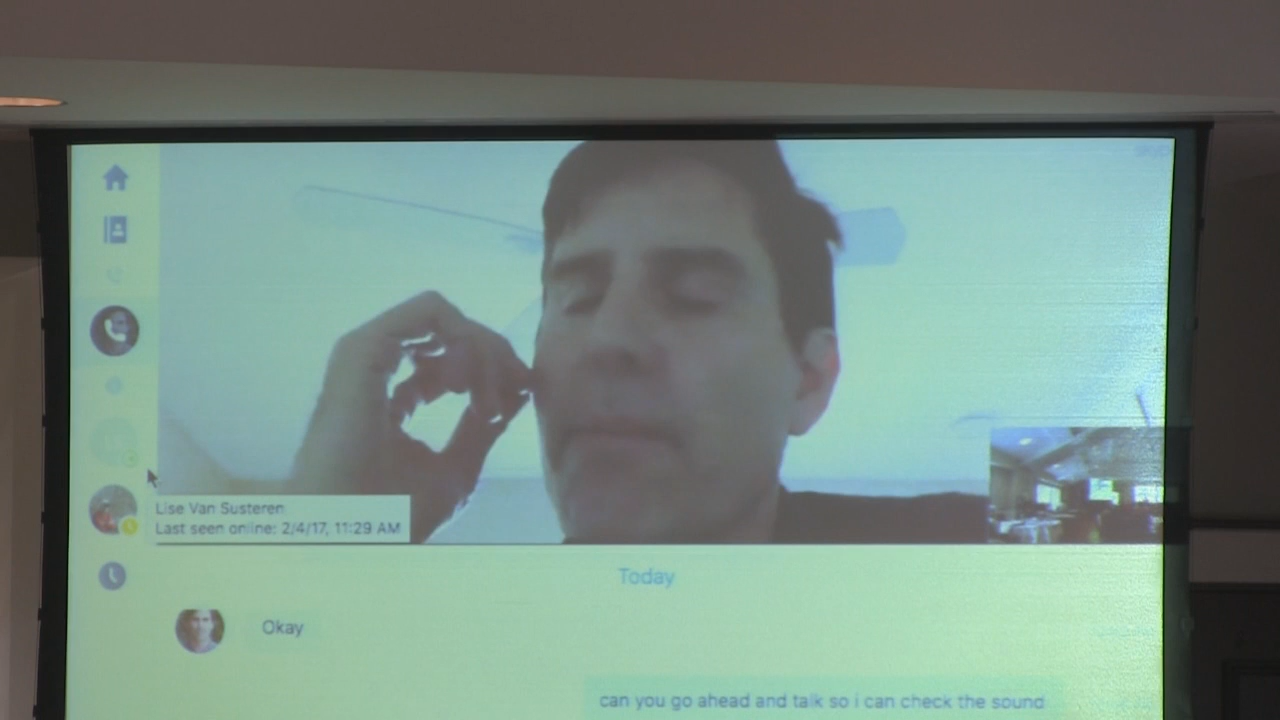 Lise Van Susteren
Last seen online: 2/4/17, 11:29 AM
Today
Okay
can you go ahead and talk so i can check the sound